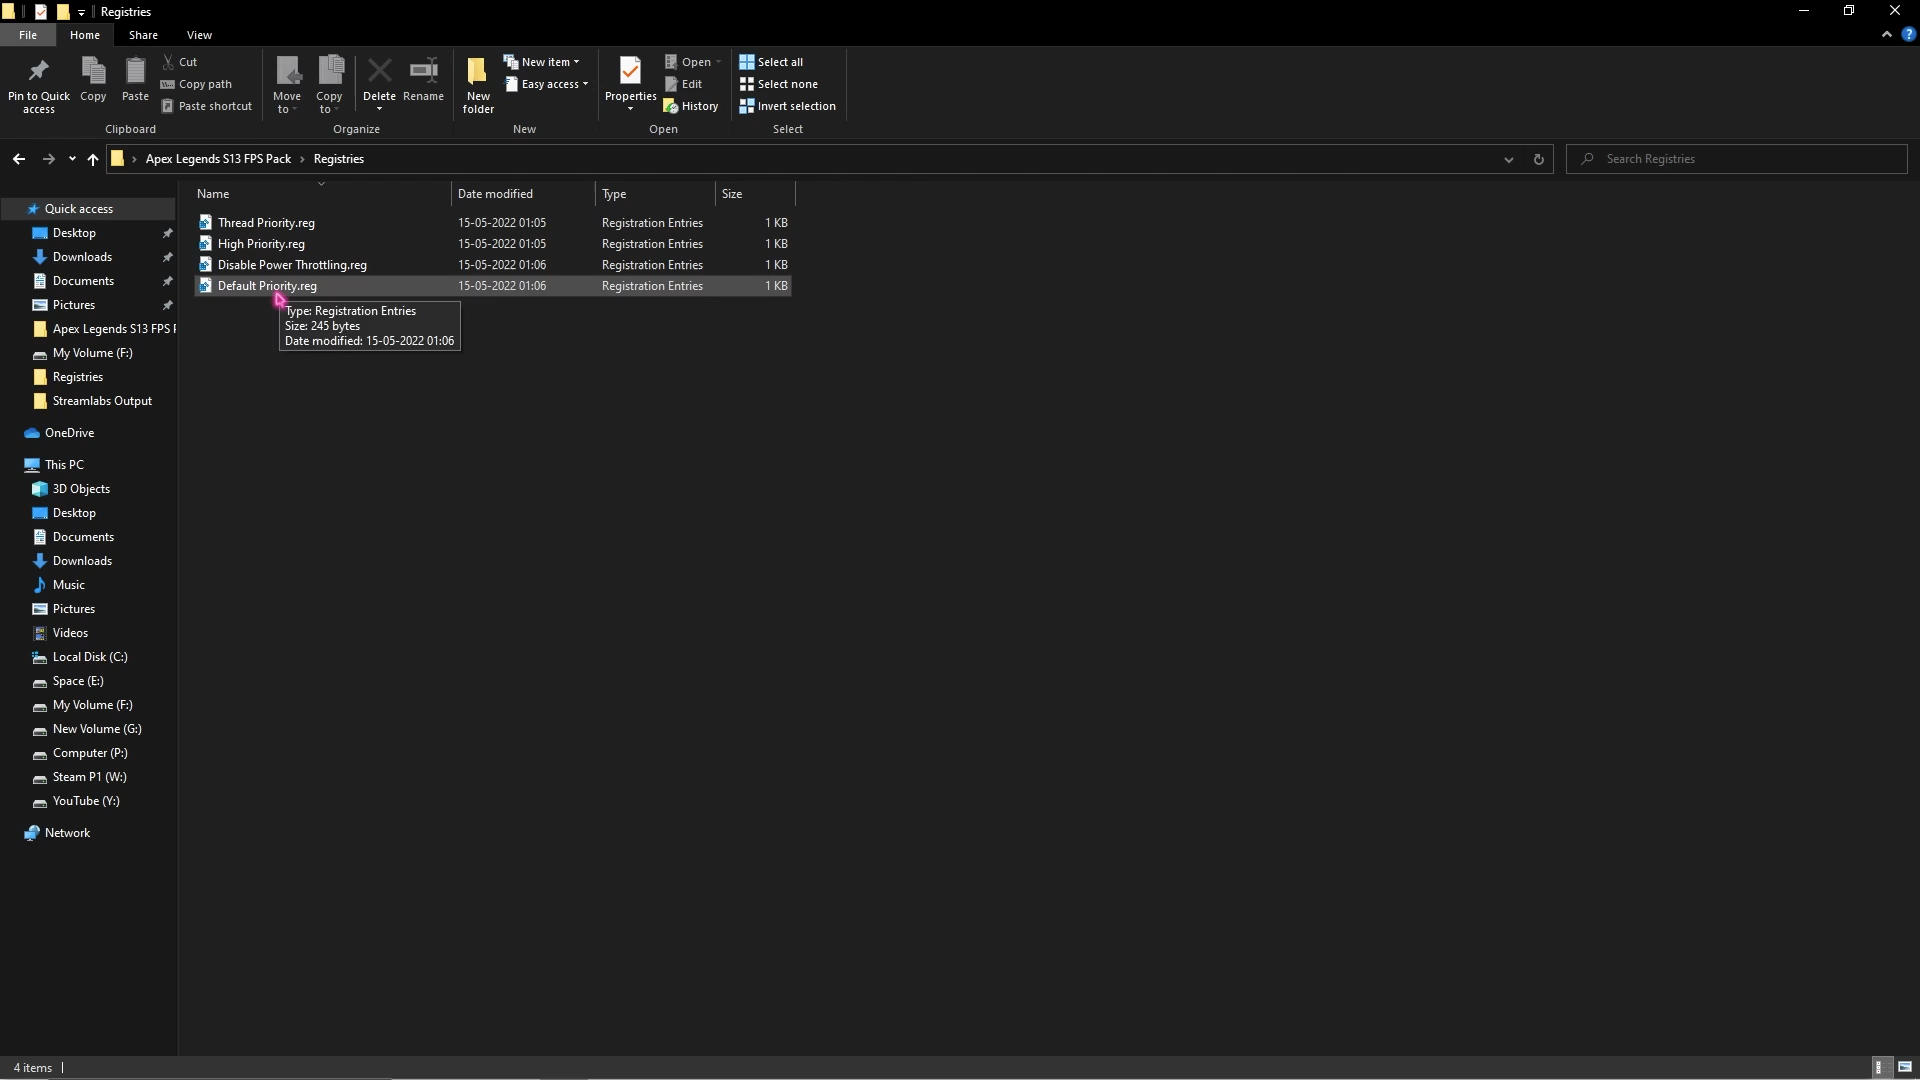 Registries
File Home Share View
Pin to Quick access
Copy
Paste
Cut
Copy path
Paste shortcut
Clipboard
Move to
Copy to
Delete
Rename
Organize
New folder
New item
Easy access
New
Properties
Open
Edit
History
Open
Select all
Select none
Invert selection
Select
Apex Legends S13 FPS Pack › Registries
Search Registries
Name Date modified Type Size
Thread Priority.reg 15-05-2022 01:05 Registration Entries 1 KB
High Priority.reg 15-05-2022 01:05 Registration Entries 1 KB
Disable Power Throttling.reg 15-05-2022 01:06 Registration Entries 1 KB
Default Priority.reg 15-05-2022 01:06 Registration Entries 1 KB
Type: Registration Entries
Size: 245 bytes
Date modified: 15-05-2022 01:06
Quick access
Desktop
Downloads
Documents
Pictures
Apex Legends S13 FPS P
My Volume (F:)
Registries
Streamlabs Output
OneDrive
This PC
3D Objects
Desktop
Documents
Downloads
Music
Pictures
Videos
Local Disk (C:)
Space (E:)
My Volume (F:)
New Volume (G:)
Computer (P:)
Steam P1 (W:)
YouTube (Y:)
Network
4 items